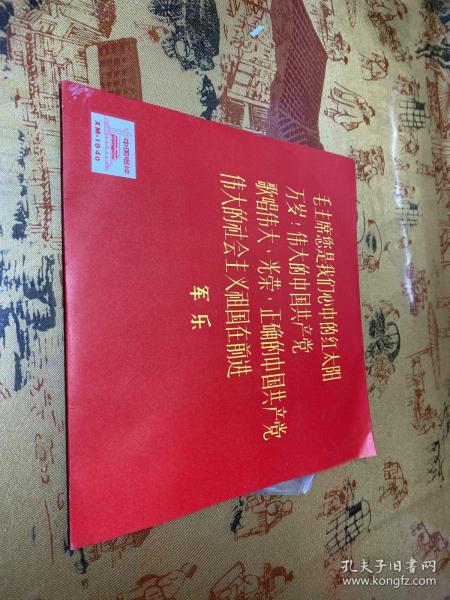 中国唱片
XM-1040
毛主席您是我们心中的红太阳
万岁！伟大的中国共产党
歌唱伟大、光荣、正确的中国共产党
伟大的社会主义祖国在前进
军乐
孔夫子旧书网
www.kongfz.com